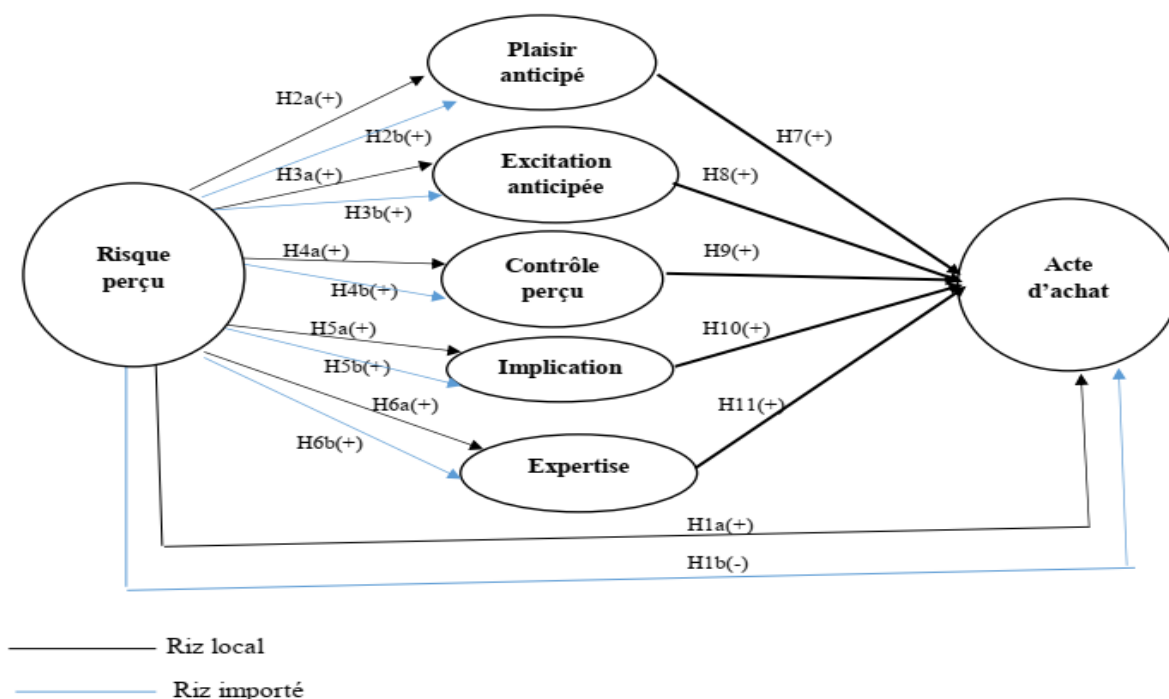 Plaisir
anticipé
H2a(+)
H7(+)
H2b(+)
Excitation
anticipée
H3a(+)
H8(+)
H3b(+)
Risque
perçu
H4a(+)
Contrôle
perçu
H9(+)
Acte
d’achat
H4b(+)
H5a(+)
H10(+)
Implication
H5b(+)
H6a(+)
H11(+)
H6b(+)
Expertise
H1a(+)
H1b(-)
Riz local
Riz importé